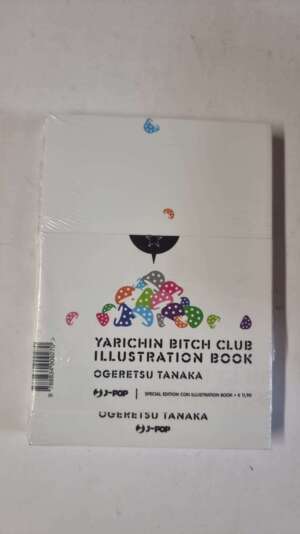 YARICHIN BITCH CLUB
ILLUSTRATION BOOK
OGERETSU TANAKA
J-POP | SPECIAL EDITION CON ILLUSTRATION BOOK • € 11,90
OGERETSU TANAKA
J-POP